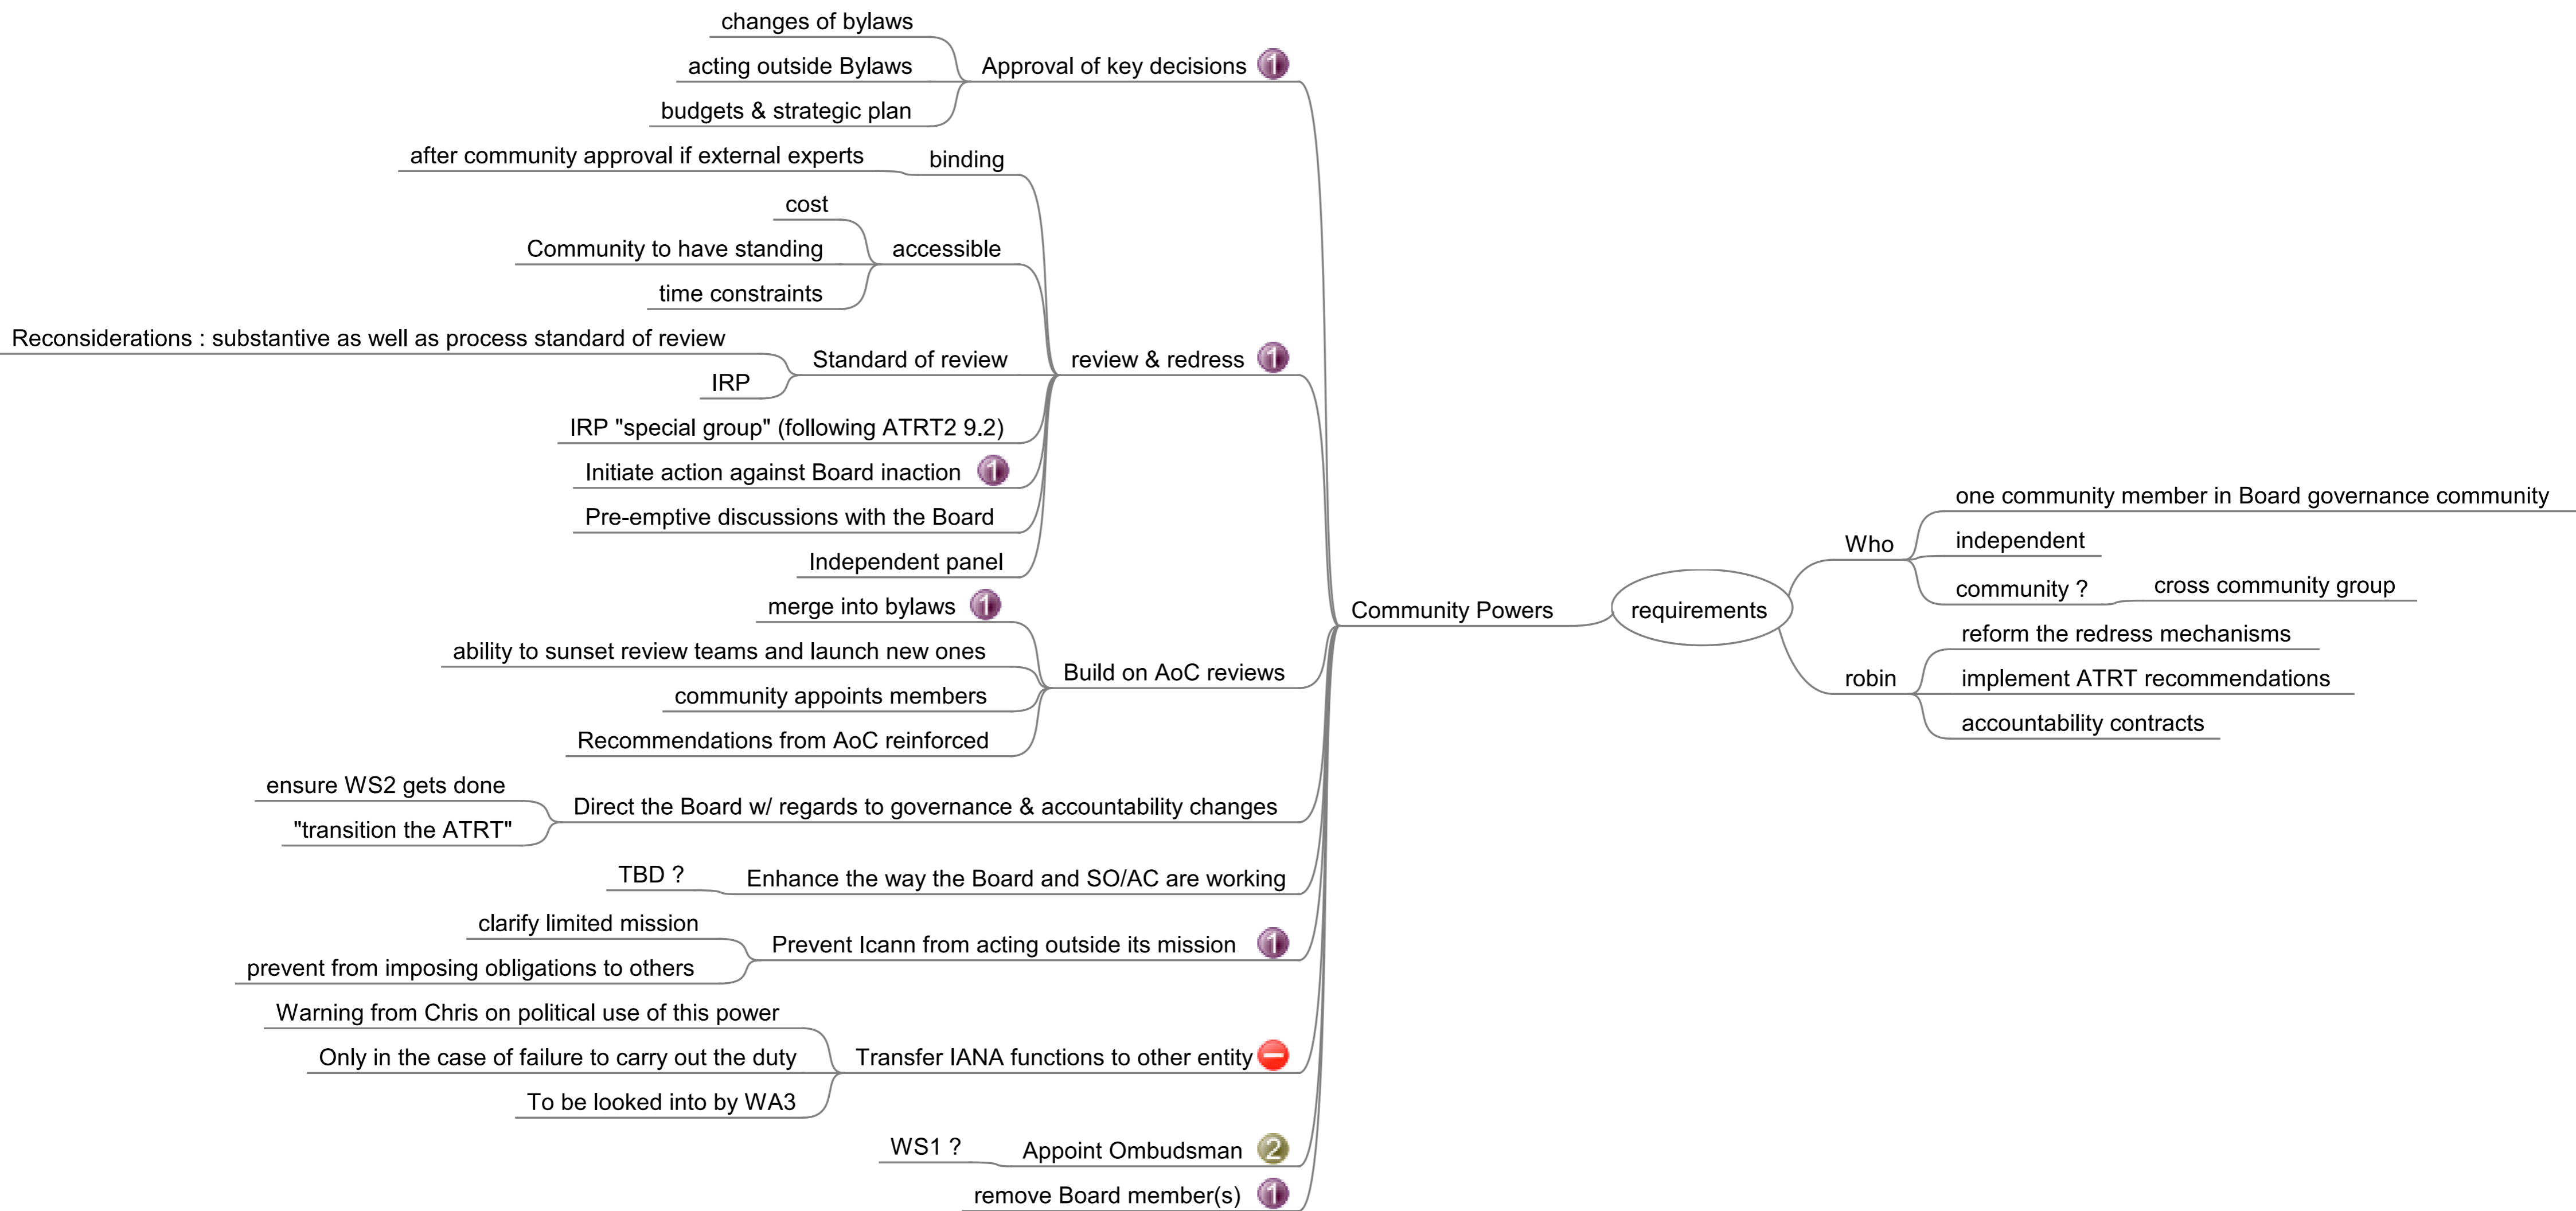 changes of bylaws
acting outside Bylaws
budgets & strategic plan
Approval of key decisions 1
after community approval if external experts
binding
cost
Community to have standing
time constraints
accessible
Reconsiderations : substantive as well as process standard of review
IRP
Standard of review
IRP "special group" (following ATRT2 9.2)
Initiate action against Board inaction 1
Pre-emptive discussions with the Board
Independent panel
review & redress 1
merge into bylaws 1
ability to sunset review teams and launch new ones
community appoints members
Recommendations from AoC reinforced
Build on AoC reviews
ensure WS2 gets done
"transition the ATRT"
Direct the Board w/ regards to governance & accountability changes
TBD ?
Enhance the way the Board and SO/AC are working
clarify limited mission
prevent from imposing obligations to others
Prevent Icann from acting outside its mission 1
Warning from Chris on political use of this power
Only in the case of failure to carry out the duty
To be looked into by WA3
Transfer IANA functions to other entity
WS1 ?
Appoint Ombudsman 2
remove Board member(s) 1
Community Powers
requirements
Who
one community member in Board governance community
independent
community ?
cross community group
robin
reform the redress mechanisms
implement ATRT recommendations
accountability contracts